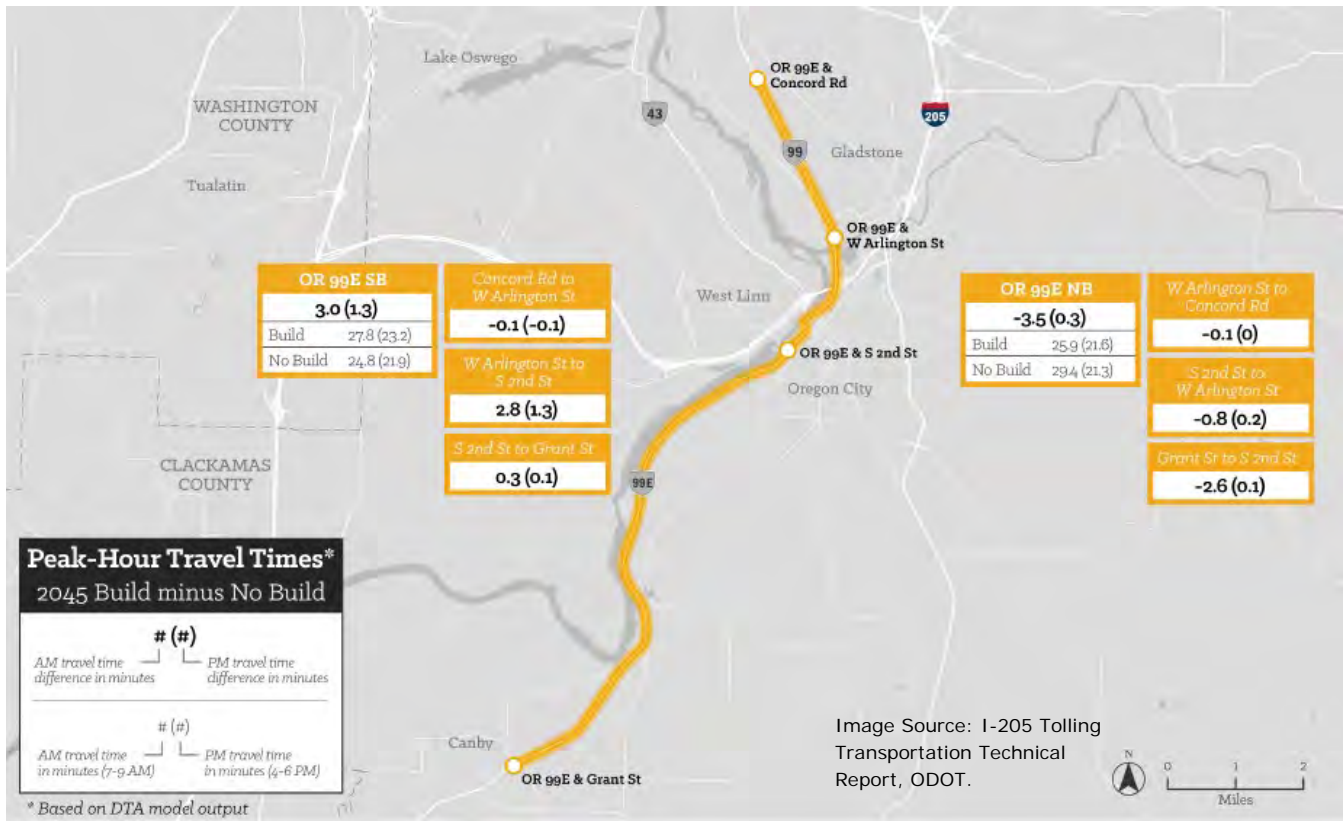 Lake Oswego
OR 99E &
Concord Rd
WASHINGTON
COUNTY
43
205
99
Gladstone
Tualatin
OR 99E &
W Arlington St
OR 99E SB
3.0 (1.3)
Build 27.8 (23.2)
No Build 24.8 (21.9)
Concord Rd to
W Arlington St
-0.1 (-0.1)
W Arlington St to
S 2nd St
2.8 (1.3)
S 2nd St to Grant St
0.3 (0.1)
West Linn
OR 99E & S 2nd St
Oregon City
OR 99E NB
-3.5 (0.3)
Build 25.9 (21.6)
No Build 29.4 (21.3)
W Arlington St to
Concord Rd
-0.1 (0)
S 2nd St to
W Arlington St
-0.8 (0.2)
Grant St to S 2nd St
-2.6 (0.1)
CLACKAMAS
COUNTY
99E
Peak-Hour Travel Times*
2045 Build minus No Build
# (#)
AM travel time
difference in minutes
PM travel time
difference in minutes
# (#)
AM travel time
in minutes (7-9 AM)
PM travel time
in minutes (4-6 PM)
* Based on DTA model output
Canby
OR 99E & Grant St
Image Source: I-205 Tolling
Transportation Technical
Report, ODOT.
N
0 1 2
Miles